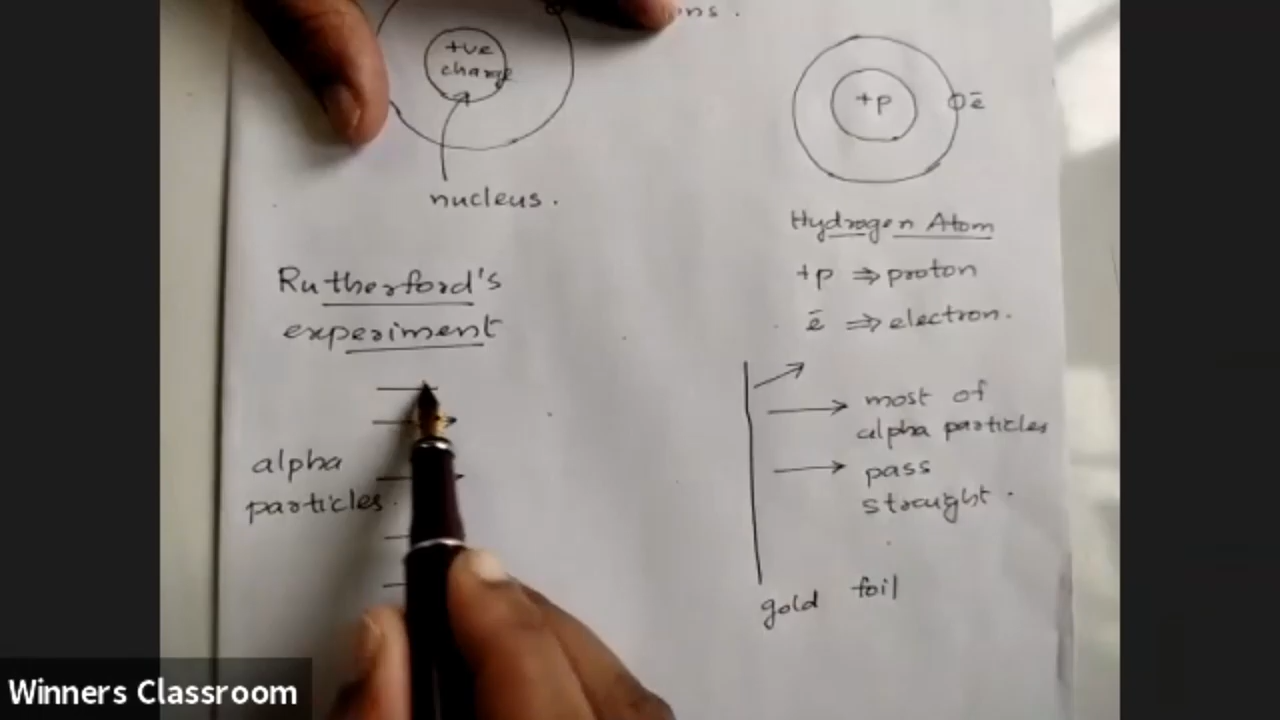 +ve
charge
nucleus.
+p
ē
Hydrogen Atom
+p ⇒ proton
ē ⇒ electron.
Rutherford's
experiment
alpha
particles
most of
alpha particles
pass
straught.
gold foil
Winners Classroom